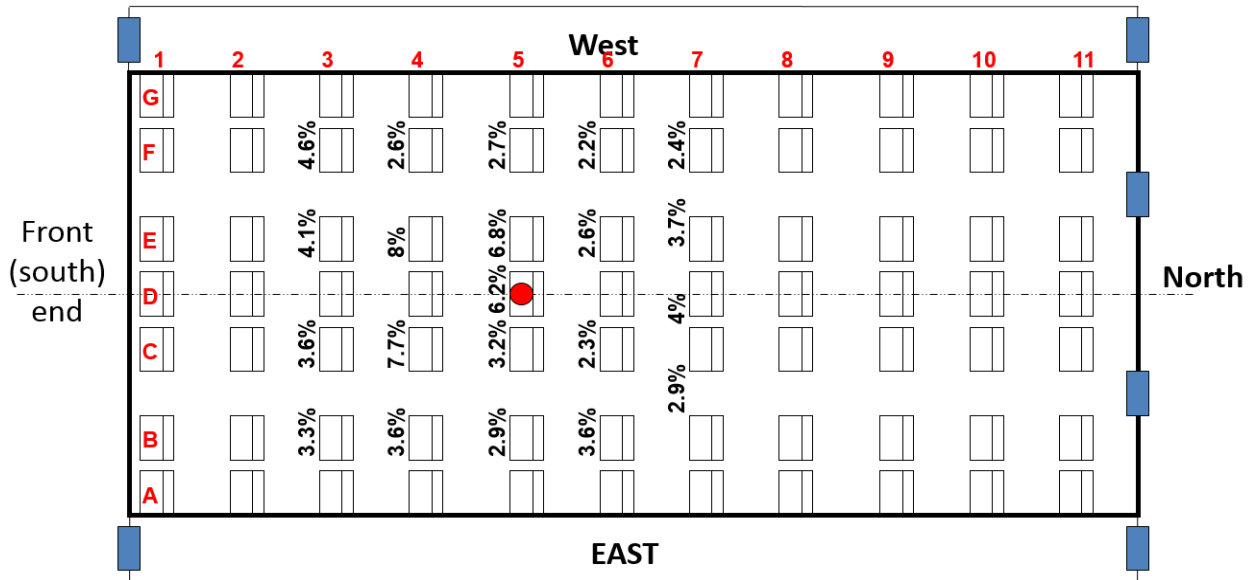 West
1 2 3 4 5 6 7 8 9 10 11
G
F 4.6% 2.6% 2.7% 2.2% 2.4%
E 4.1% 8% 6.8% 2.6% 3.7%
Front
(south)
end
D 6.2% 4%
North
C 3.6% 7.7% 3.2% 2.3% 2.9%
B 3.3% 3.6% 2.9% 3.6%
A
EAST